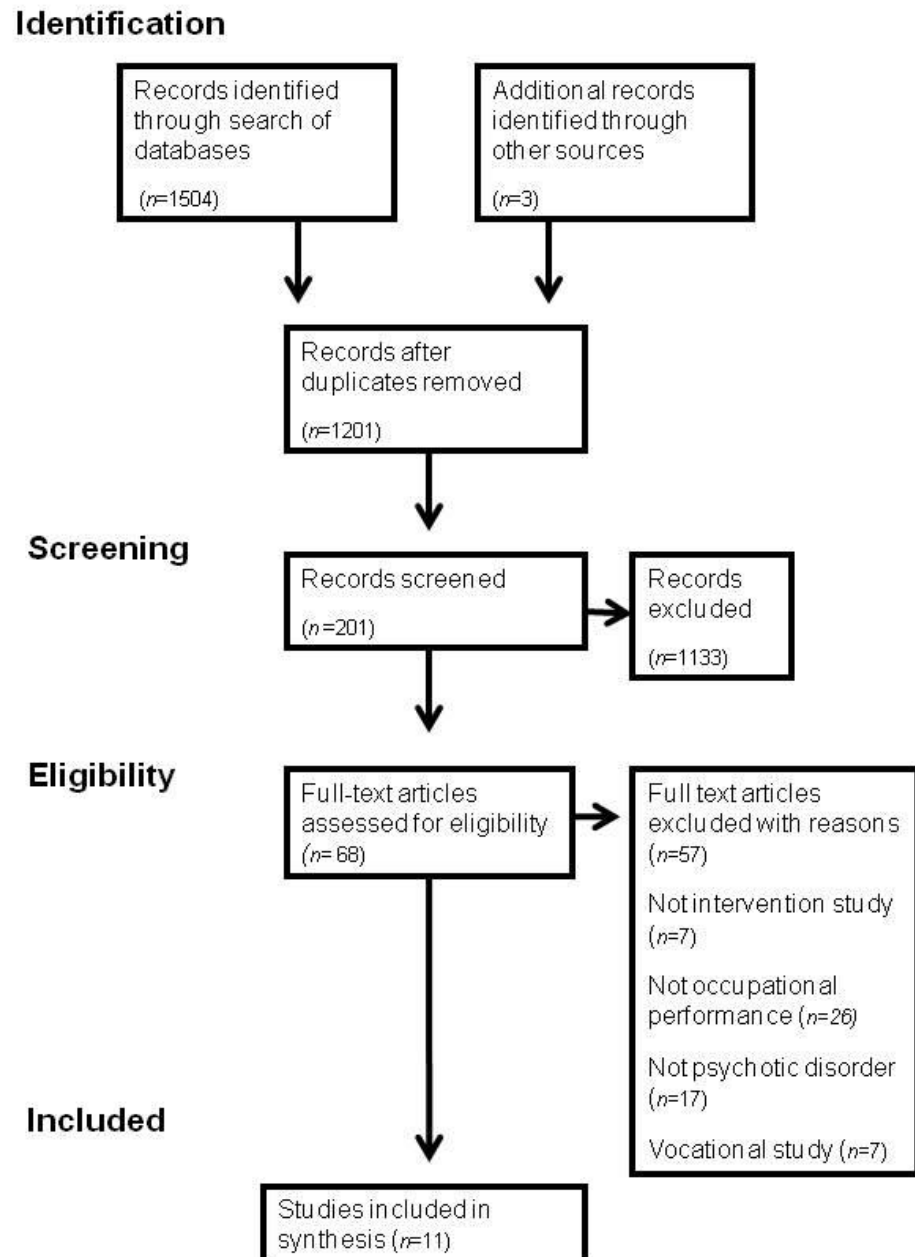 Identification
Records identified
through search of
databases
(n=1504)
Additional records
identified through
other sources
(n=3)
Records after
duplicates removed
(n=1201)
Screening
Records screened
(n=201)
Records
excluded
(n=1133)
Eligibility
Full-text articles
assessed for eligibility
(n=68)
Full text articles
excluded with reasons
(n=57)
Not intervention study
(n=7)
Not occupational
performance (n=26)
Not psychotic disorder
(n=17)
Vocational study (n=7)
Included
Studies included in
synthesis (n=11)